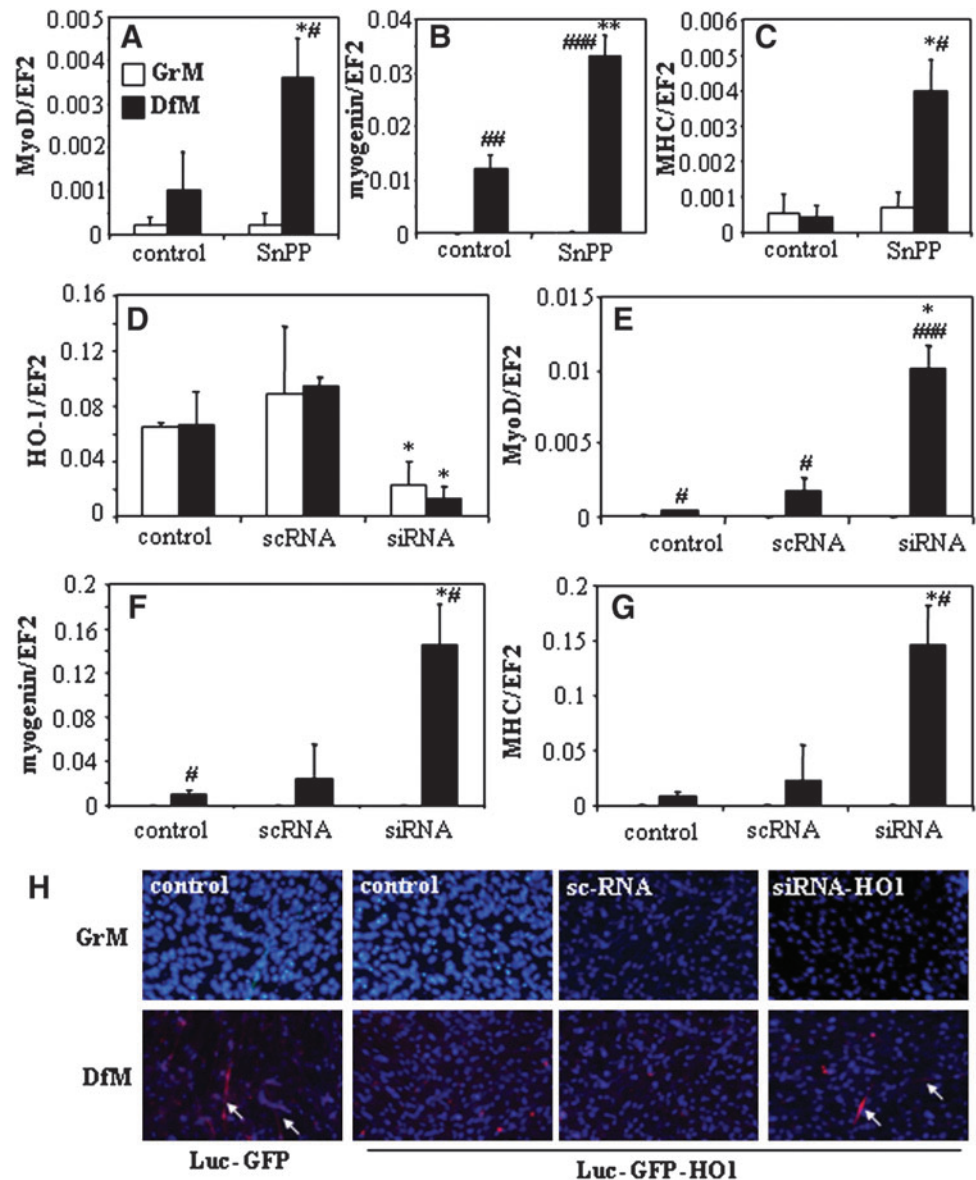 A
MyoD/EF2
0.005
0.004
0.003
0.002
0.001
0
GrM
DfM
*#
control
SnPP
B
myogenin/EF2
0.04
0.03
0.02
0.01
0
##
###
**
control
SnPP
C
MHC/EF2
0.006
0.005
0.004
0.003
0.002
0.001
0
*#
control
SnPP
D
HO-1/EF2
0.16
0.12
0.08
0.04
0
*
*
control
scRNA
siRNA
E
MyoD/EF2
0.015
0.01
0.005
0
#
#
*
###
control
scRNA
siRNA
F
myogenin/EF2
0.2
0.16
0.12
0.08
0.04
0
#
*#
control
scRNA
siRNA
G
MHC/EF2
0.2
0.15
0.1
0.05
0
*#
control
scRNA
siRNA
H
control
control
sc-RNA
siRNA-HO1
GrM
DfM
Luc-GFP
Luc-GFP-HO1